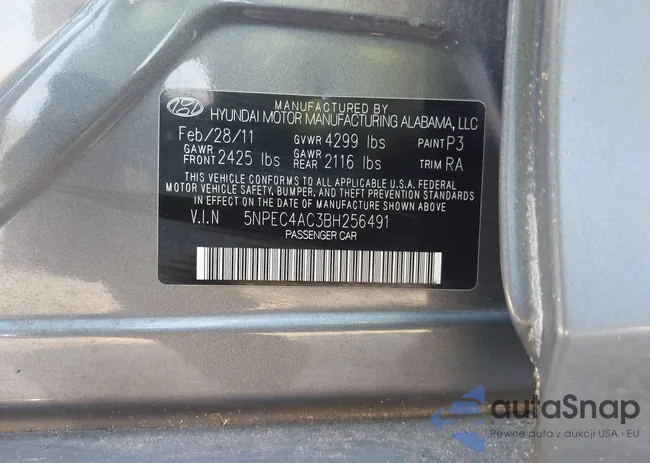 MANUFACTURED BY
HYUNDAI MOTOR MANUFACTURING ALABAMA, LLC
Feb/28/11 GVWR 4299 lbs PAINT P3
GAWR FRONT 2425 lbs GAWR REAR 2116 lbs TRIM RA
THIS VEHICLE CONFORMS TO ALL APPLICABLE U.S.A. FEDERAL
MOTOR VEHICLE SAFETY, BUMPER, AND THEFT PREVENTION STANDARDS
IN EFFECT ON THE DATE OF MANUFACTURE SHOWN ABOVE.
V.I.N 5NPEC4AC3BH256491
PASSENGER CAR
autaSnap
Pewne auta z aukcji USA i EU